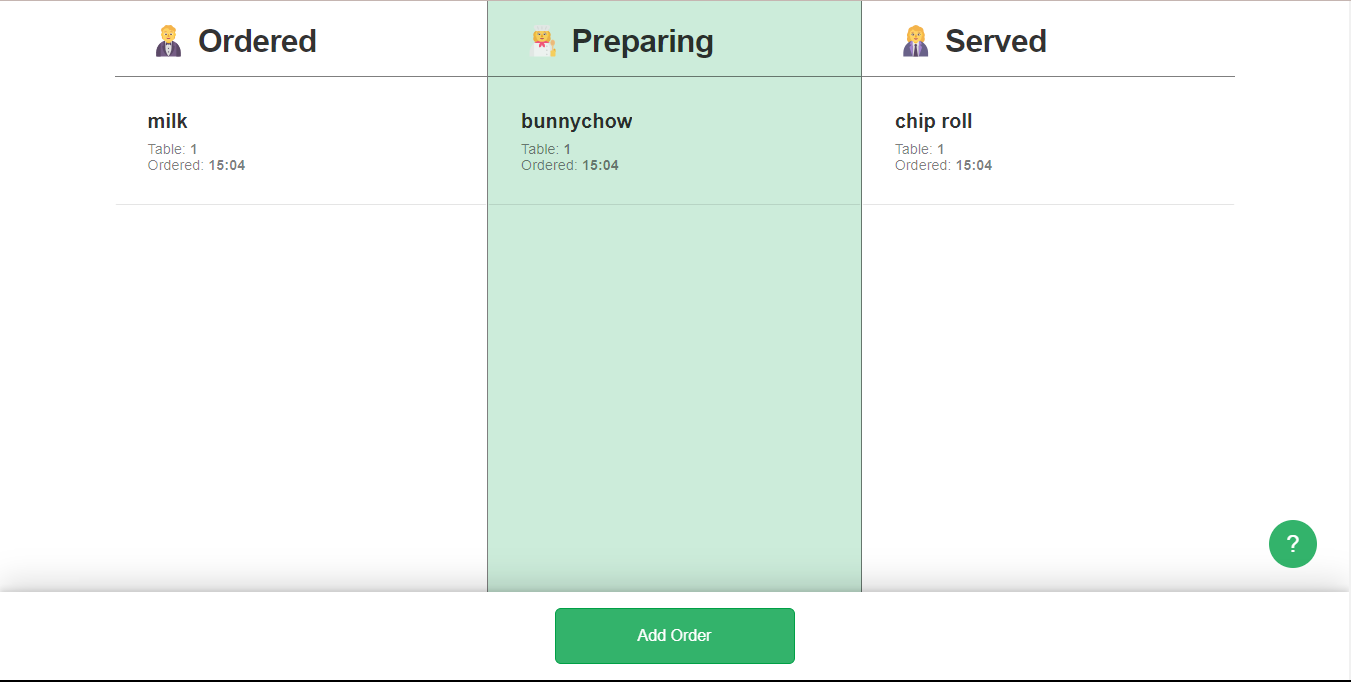 Ordered
Preparing
Served
milk
Table: 1
Ordered: 15:04
bunnychow
Table: 1
Ordered: 15:04
chip roll
Table: 1
Ordered: 15:04
?
Add Order